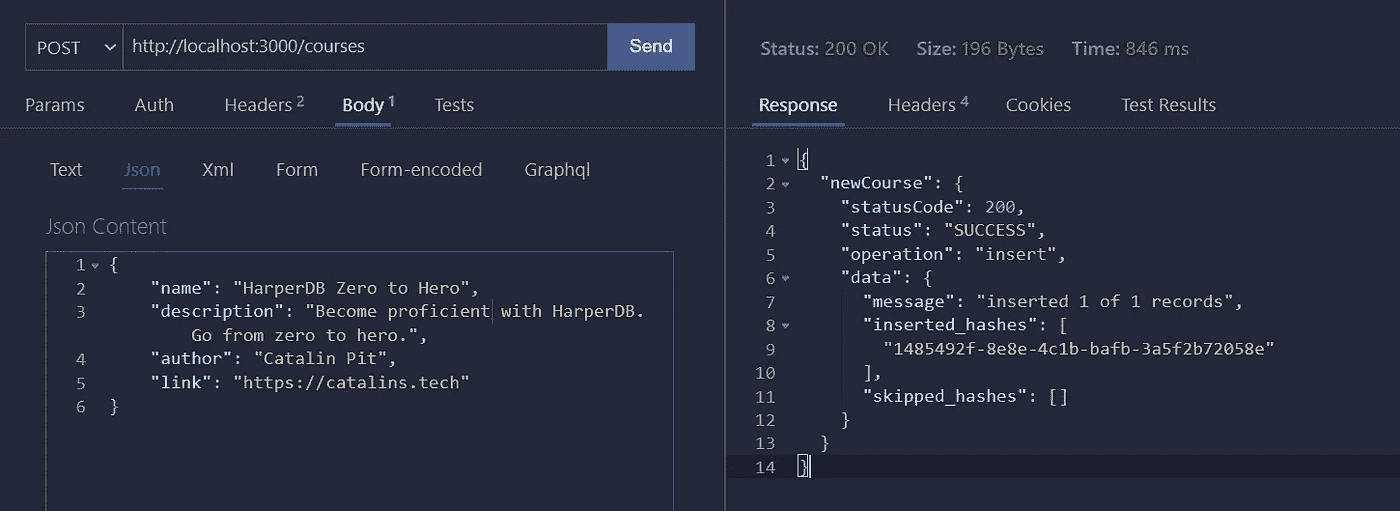 POST http://localhost:3000/courses Send
Params Auth Headers 2 Body 1 Tests
Text Json Xml Form Form-encoded Graphql
Json Content
1 {
2 "name": "HarperDB Zero to Hero",
3 "description": "Become proficient with HarperDB.
Go from zero to hero.",
4 "author": "Catalin Pit",
5 "link": "https://catalins.tech"
6 }
Status: 200 OK Size: 196 Bytes Time: 846 ms
Response Headers 4 Cookies Test Results
1 {
2 "newCourse": {
3 "statusCode": 200,
4 "status": "SUCCESS",
5 "operation": "insert",
6 "data": {
7 "message": "inserted 1 of 1 records",
8 "inserted_hashes": [
9 "1485492f-8e8e-4c1b-bafb-3a5f2b72058e"
10 ],
11 "skipped_hashes": []
12 }
13 }
14 }